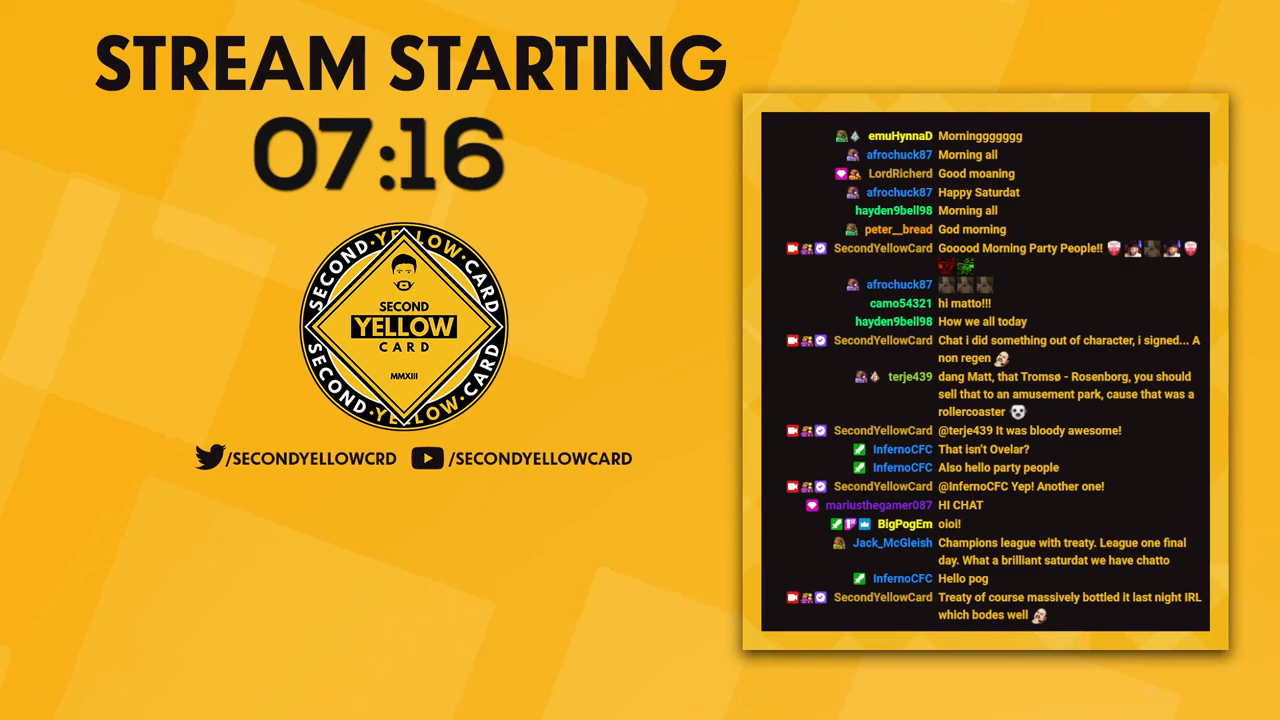 STREAM STARTING
07:16
SECOND·YELLOW·CARD
SECOND
YELLOW
CARD
MMXIII
SECOND·YELLOW·CARD
/SECONDYELLOWCRD /SECONDYELLOWCARD
emuHynnaD Morninggggggg
afrochuck87 Morning all
LordRicherd Good moaning
afrochuck87 Happy Saturdat
hayden9bell98 Morning all
peter__bread God morning
SecondYellowCard Gooood Morning Party People!!
afrochuck87
camo54321 hi matto!!!
hayden9bell98 How we all today
SecondYellowCard Chat i did something out of character, i signed... A
non regen
terje439 dang Matt, that Tromsø - Rosenborg, you should
sell that to an amusement park, cause that was a
rollercoaster
SecondYellowCard @terje439 It was bloody awesome!
InfernoCFC That isn't Ovelar?
InfernoCFC Also hello party people
SecondYellowCard @InfernoCFC Yep! Another one!
mariusthegamer087 HI CHAT
BigPogEm oioi!
Jack_McGleish Champions league with treaty. League one final
day. What a brilliant saturdat we have chatto
InfernoCFC Hello pog
SecondYellowCard Treaty of course massively bottled it last night IRL
which bodes well